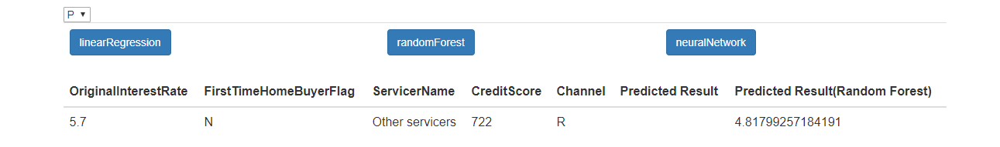 P
linearRegression randomForest neuralNetwork
OriginalInterestRate FirstTimeHomeBuyerFlag ServicerName CreditScore Channel Predicted Result Predicted Result(Random Forest)
5.7 N Other servicers 722 R 4.81799257184191